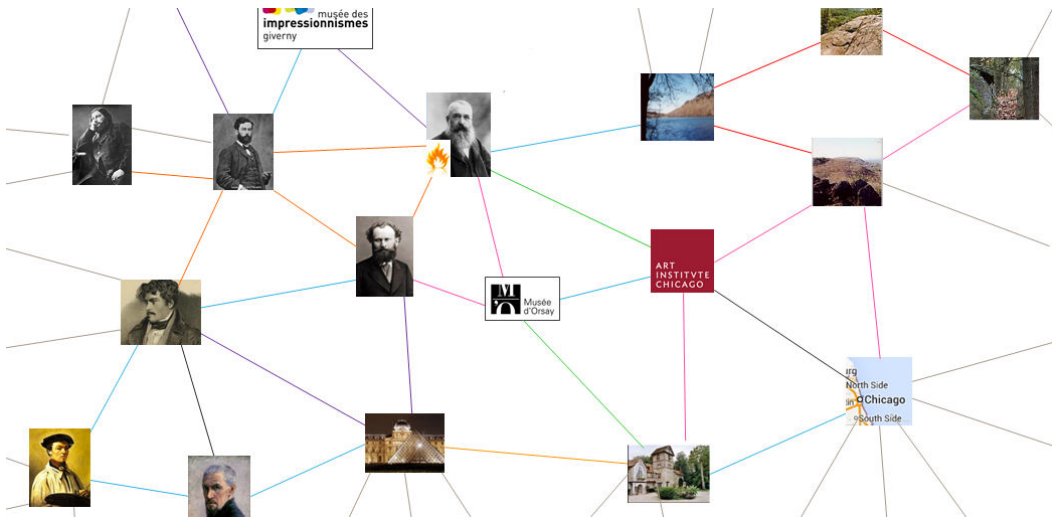 musée des
impressionnismes
giverny
ART
INSTITVTE
CHICAGO
M'O
Musée
d'Orsay
North Side
Chicago
South Side